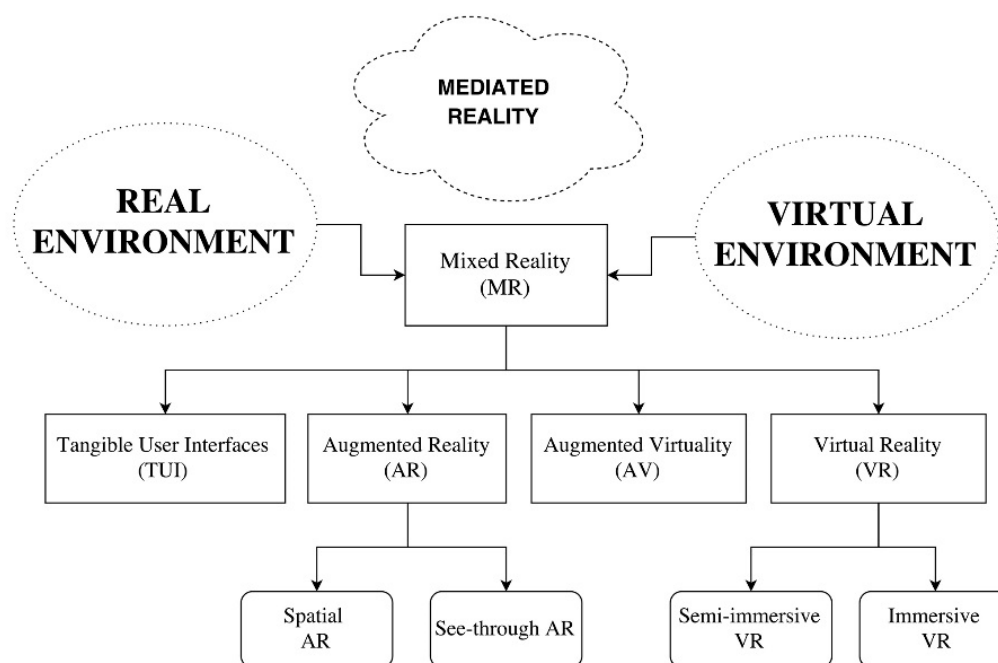 MEDIATED
REALITY
REAL
ENVIRONMENT
VIRTUAL
ENVIRONMENT
Mixed Reality
(MR)
Tangible User Interfaces
(TUI)
Augmented Reality
(AR)
Augmented Virtuality
(AV)
Virtual Reality
(VR)
Spatial
AR
See-through AR
Semi-immersive
VR
Immersive
VR